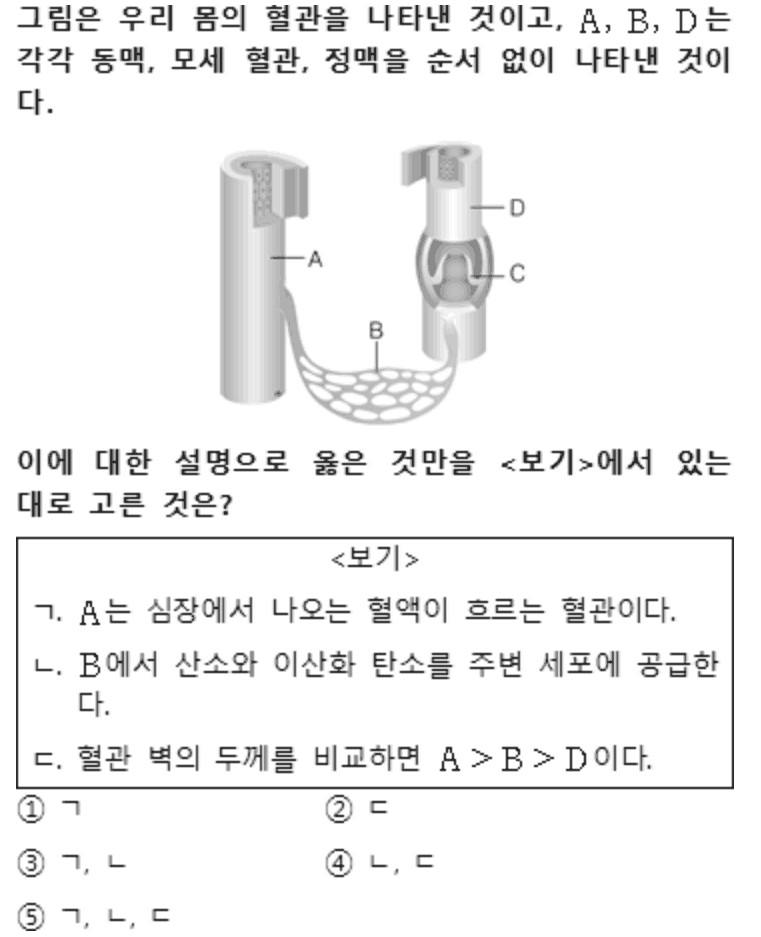 그림은 우리 몸의 혈관을 나타낸 것이고, A, B, D는
각각 동맥, 모세 혈관, 정맥을 순서 없이 나타낸 것이
다.
D
A
C
B
이에 대한 설명으로 옳은 것만을 <보기>에서 있는
대로 고른 것은?
<보기>
ㄱ. A는 심장에서 나오는 혈액이 흐르는 혈관이다.
ㄴ. B에서 산소와 이산화 탄소를 주변 세포에 공급한
다.
ㄷ. 혈관 벽의 두께를 비교하면 A > B > D이다.
① ㄱ ② ㄷ
③ ㄱ, ㄴ ④ ㄴ, ㄷ
⑤ ㄱ, ㄴ, ㄷ